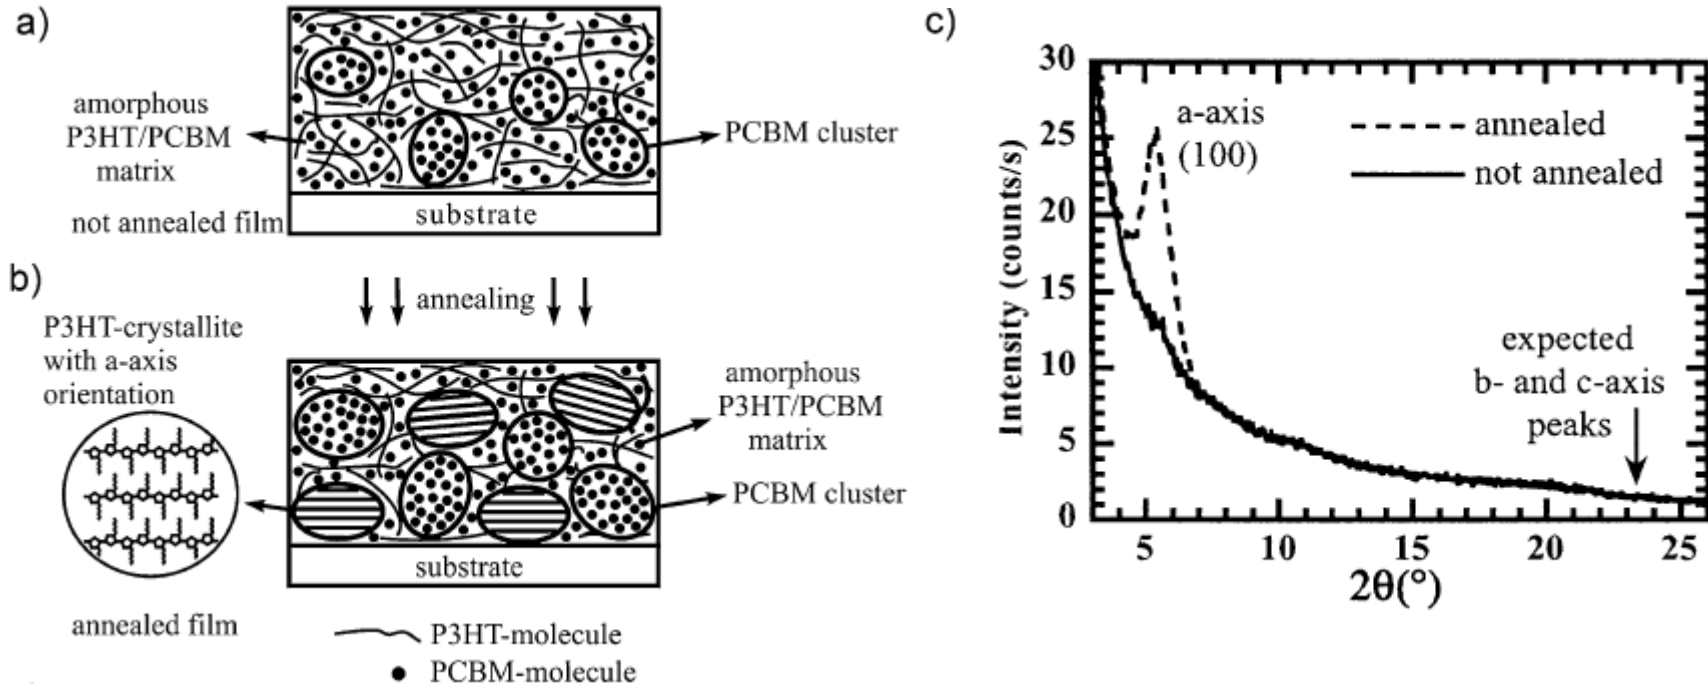 a)
amorphous
P3HT/PCBM
matrix
PCBM cluster
not annealed film
substrate
b)
annealing
P3HT-crystallite
with a-axis
orientation
amorphous
P3HT/PCBM
matrix
PCBM cluster
substrate
annealed film
P3HT-molecule
PCBM-molecule
c)
30
25
20
15
10
5
0
Intensity (counts/s)
a-axis
(100)
annealed
not annealed
expected
b- and c-axis
peaks
5 10 15 20 25
2θ(°)